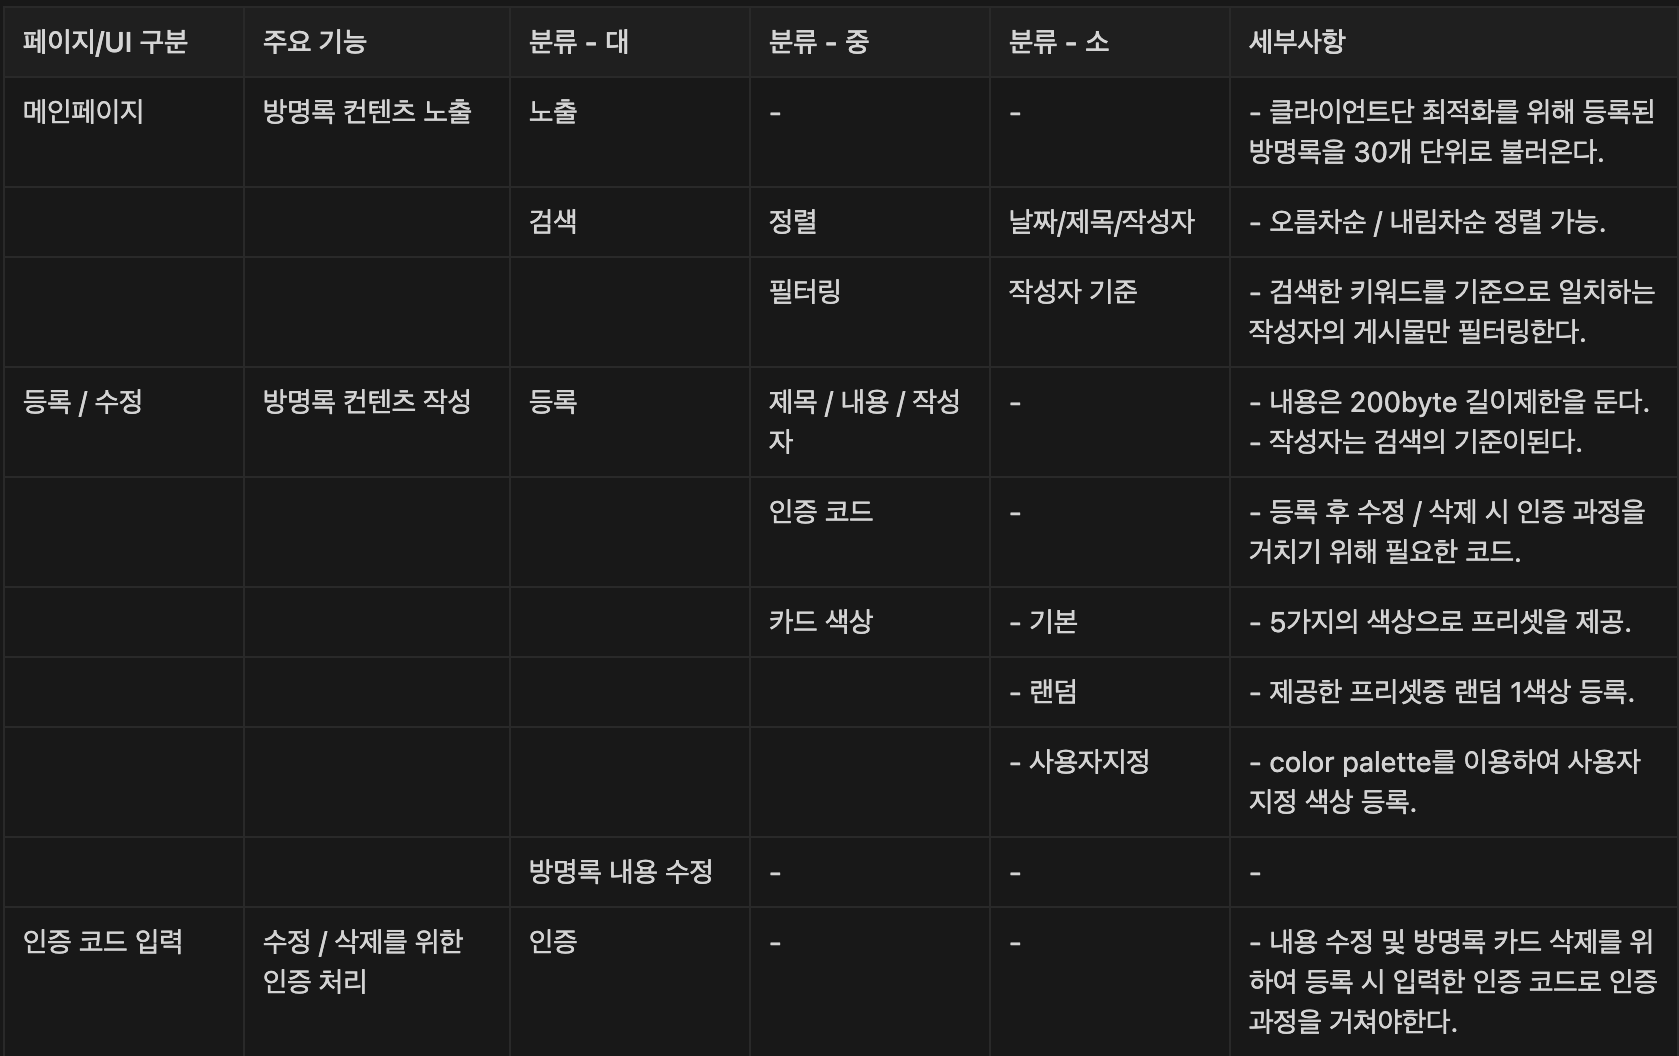 페이지/UI 구분
주요 기능
분류 - 대
분류 - 중
분류 - 소
세부사항
메인페이지
방명록 컨텐츠 노출
노출
-
-
- 클라이언트단 최적화를 위해 등록된
방명록을 30개 단위로 불러온다.
검색
정렬
날짜/제목/작성자
- 오름차순 / 내림차순 정렬 가능.
필터링
작성자 기준
- 검색한 키워드를 기준으로 일치하는
작성자의 게시물만 필터링한다.
등록 / 수정
방명록 컨텐츠 작성
등록
제목 / 내용 / 작성
자
-
- 내용은 200byte 길이제한을 둔다.
- 작성자는 검색의 기준이된다.
인증 코드
-
- 등록 후 수정 / 삭제 시 인증 과정을
거치기 위해 필요한 코드.
카드 색상
- 기본
- 5가지의 색상으로 프리셋을 제공.
- 랜덤
- 제공한 프리셋중 랜덤 1색상 등록.
- 사용자지정
- color palette를 이용하여 사용자
지정 색상 등록.
방명록 내용 수정
-
-
-
인증 코드 입력
수정 / 삭제를 위한
인증 처리
인증
-
-
- 내용 수정 및 방명록 카드 삭제를 위
하여 등록 시 입력한 인증 코드로 인증
과정을 거쳐야한다.